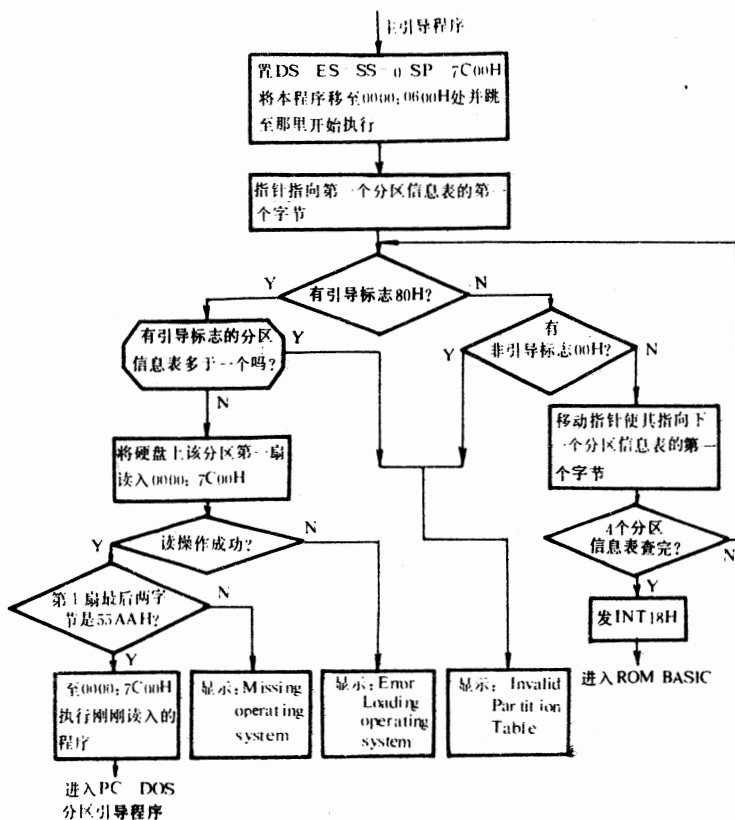 主引导程序
置DS ES SS 0 SP 7C00H
将本程序移至0000:0600H处并跳
至那里开始执行
指针指向第一个分区信息表的第一
个字节
有引导标志80H?
Y
N
有引导标志的分区
信息表多于一个吗?
Y
N
有
非引导标志00H?
Y
N
将硬盘上该分区第一扇
读入0000:7C00H
移动指针使其指向下
一个分区信息表的第一
个字节
读操作成功?
Y
N
4个分区
信息表查完?
N
Y
第1扇最后两字
节是55AAH?
N
Y
发INT18H
进入ROM BASIC
至0000:7C00H
执行刚刚读入的
程序
显示:Missing
operating
system
显示:Error
Loading
operating
system
显示:Invalid
Partition
Table
进入PC DOS
分区引导程序